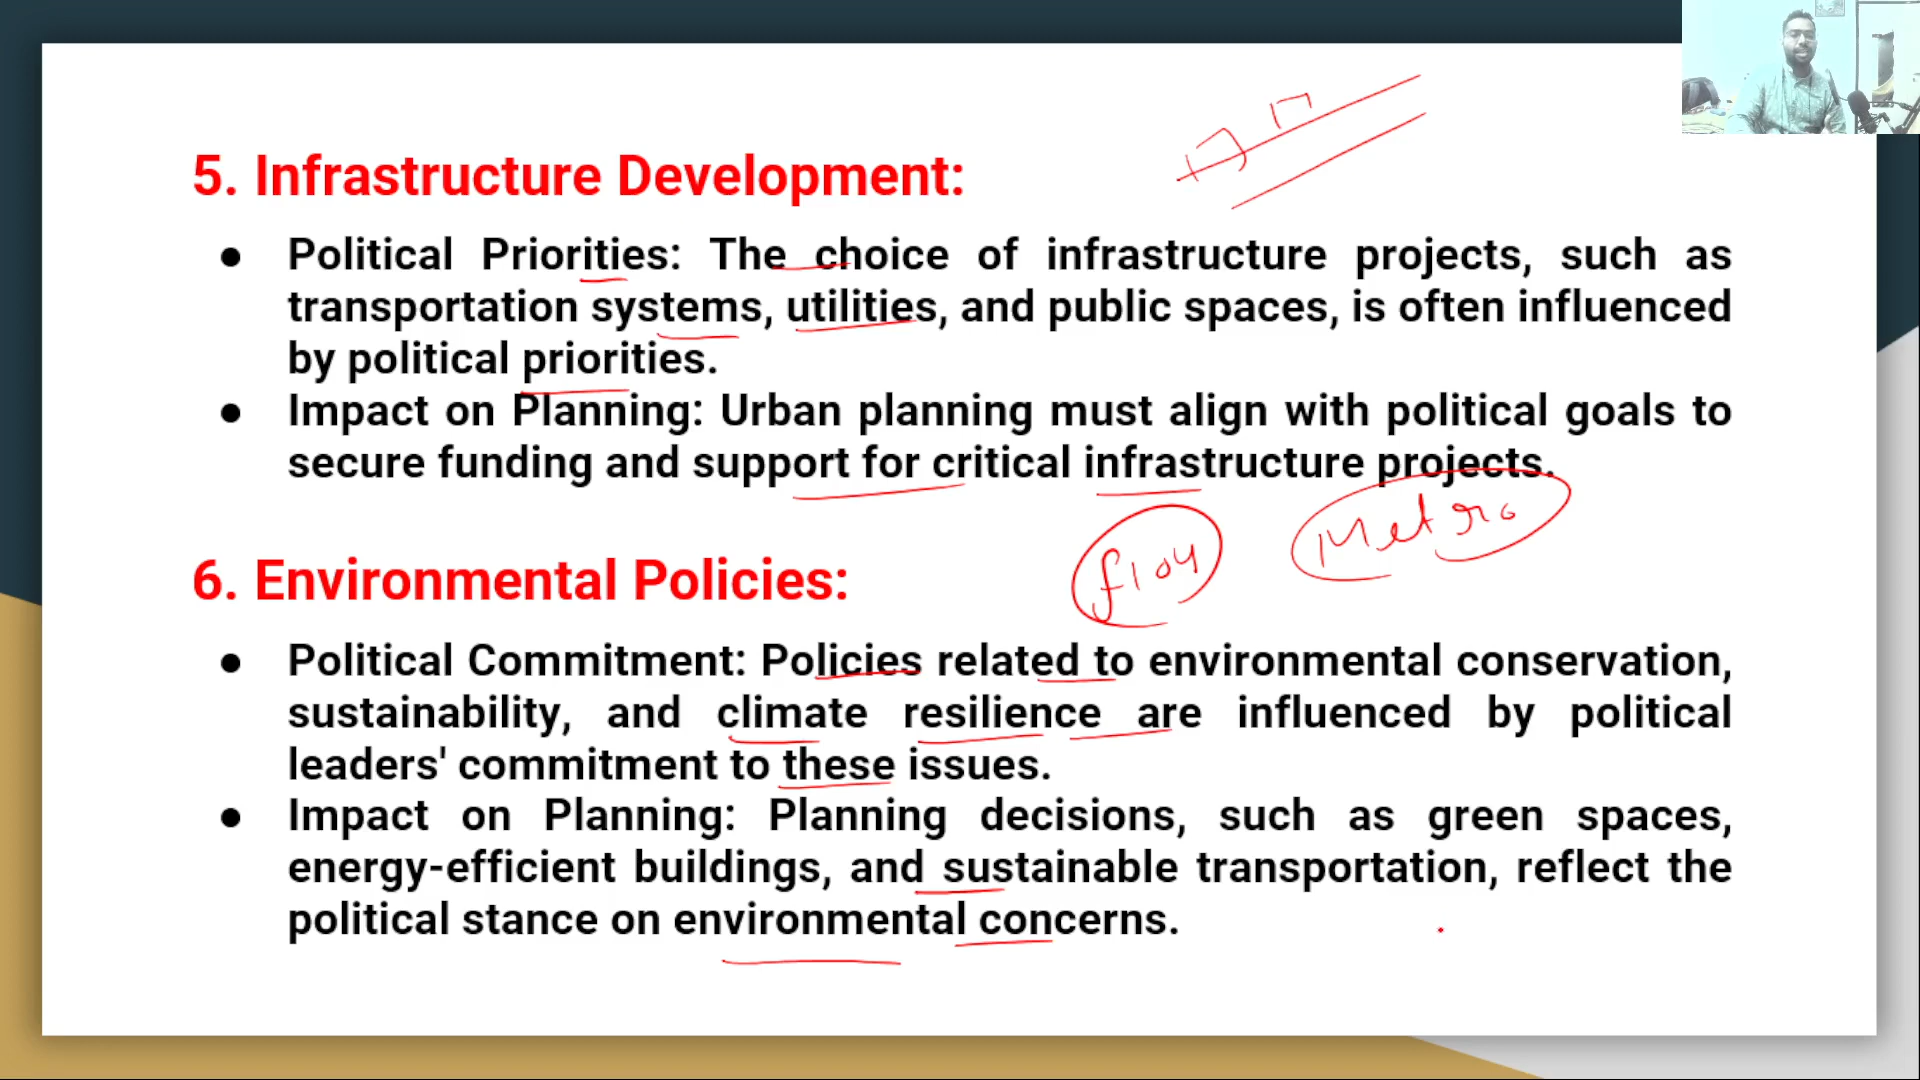 5. Infrastructure Development:
● Political Priorities: The choice of infrastructure projects, such as
transportation systems, utilities, and public spaces, is often influenced
by political priorities.
● Impact on Planning: Urban planning must align with political goals to
secure funding and support for critical infrastructure projects.
Metro
6. Environmental Policies:
● Political Commitment: Policies related to environmental conservation,
sustainability, and climate resilience are influenced by political
leaders' commitment to these issues.
● Impact on Planning: Planning decisions, such as green spaces,
energy-efficient buildings, and sustainable transportation, reflect the
political stance on environmental concerns.